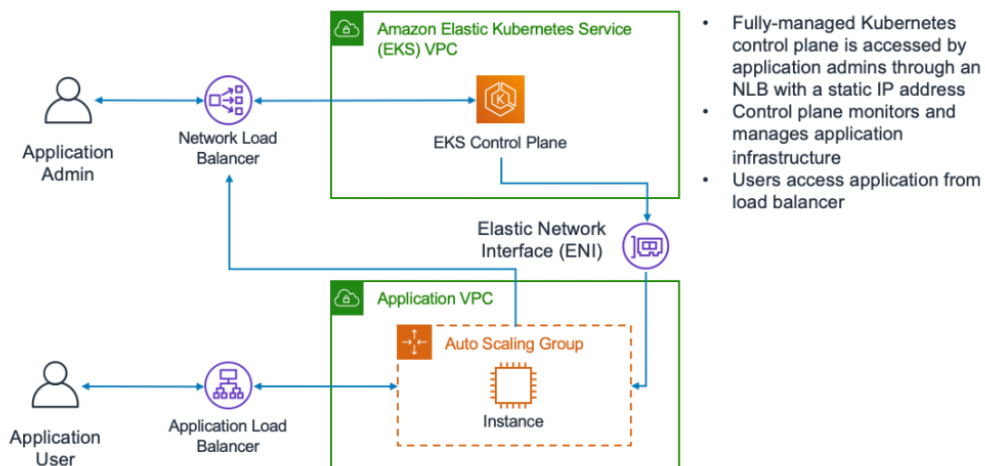 Amazon Elastic Kubernetes Service
(EKS) VPC
Application
Admin
Network Load
Balancer
K
EKS Control Plane
Elastic Network
Interface (ENI)
Application VPC
Auto Scaling Group
Instance
Application
User
Application Load
Balancer
• Fully-managed Kubernetes
control plane is accessed by
application admins through an
NLB with a static IP address
• Control plane monitors and
manages application
infrastructure
• Users access application from
load balancer